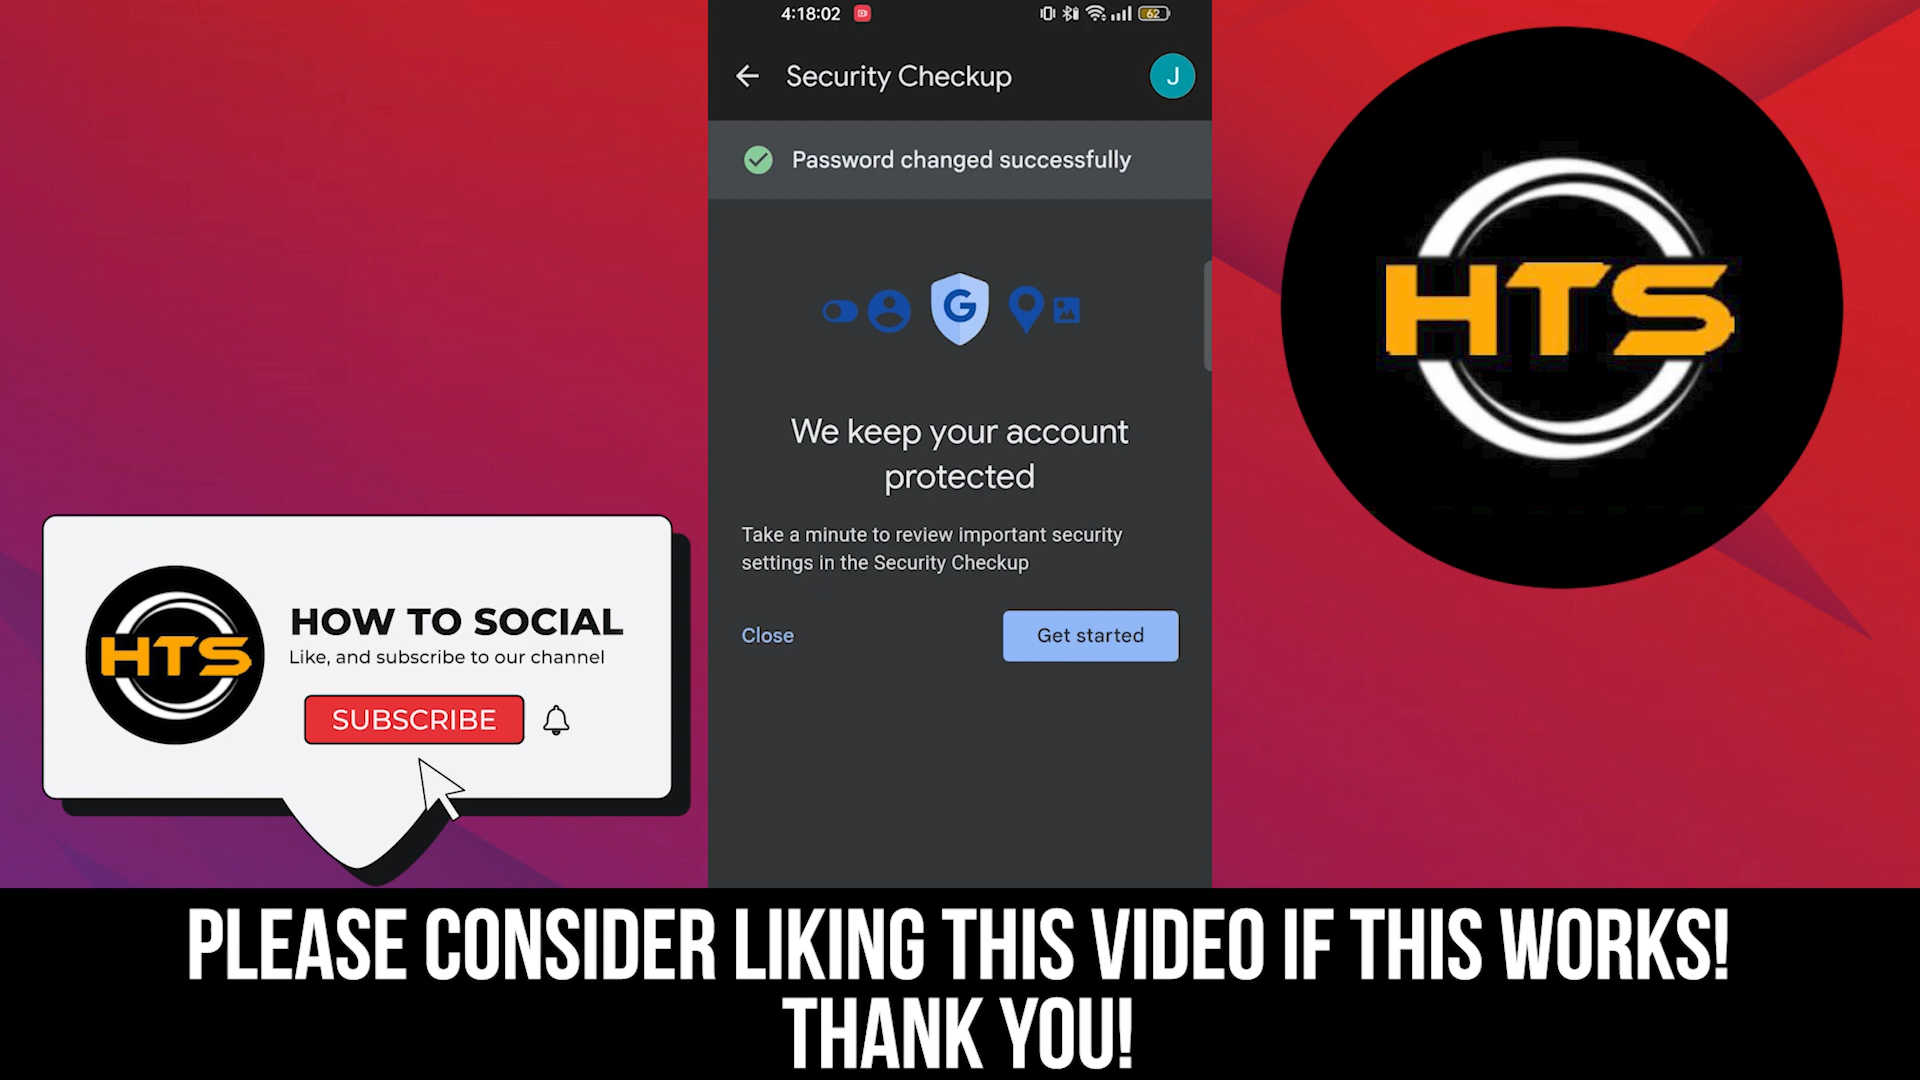 4:18:02
62
Security Checkup
J
Password changed successfully
G
We keep your account
protected
Take a minute to review important security
settings in the Security Checkup
Close
Get started
HTS
HTS
HOW TO SOCIAL
Like, and subscribe to our channel
SUBSCRIBE
PLEASE CONSIDER LIKING THIS VIDEO IF THIS WORKS!
THANK YOU!